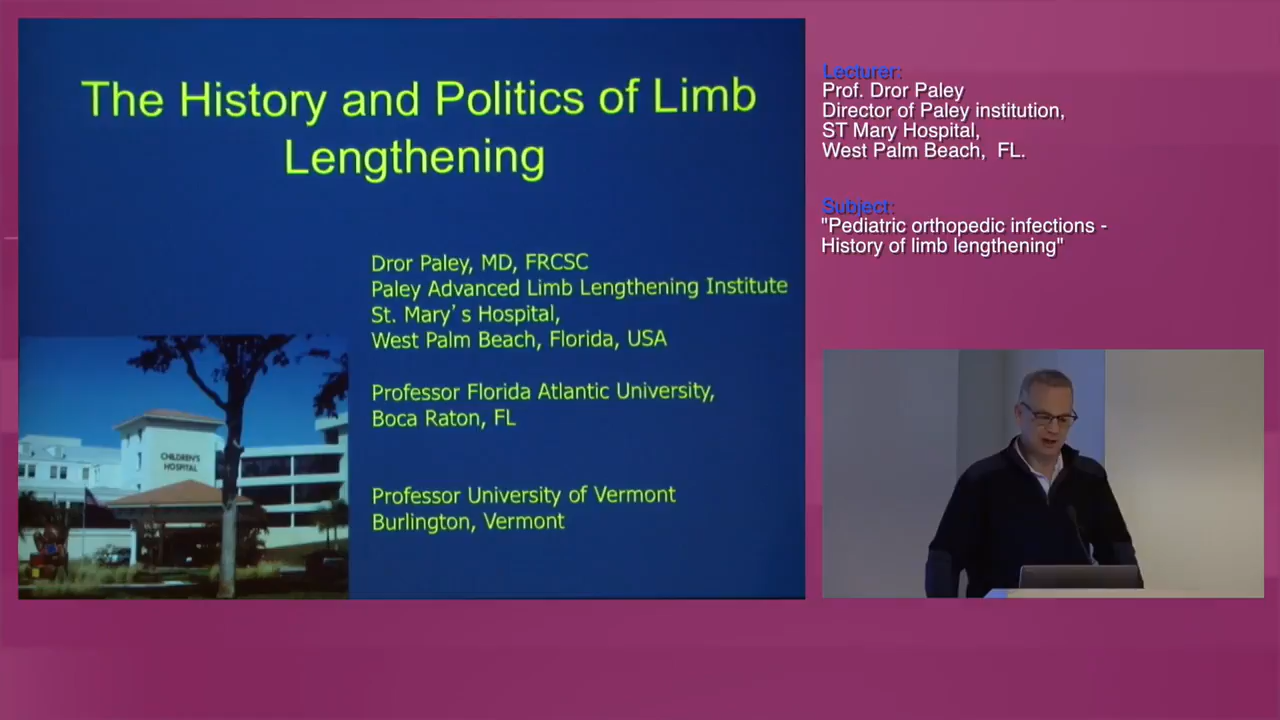 The History and Politics of Limb
Lengthening
Dror Paley, MD, FRCSC
Paley Advanced Limb Lengthening Institute
St. Mary's Hospital,
West Palm Beach, Florida, USA
Professor Florida Atlantic University,
Boca Raton, FL
Professor University of Vermont
Burlington, Vermont
CHILDREN'S
HOSPITAL
Lecturer:
Prof. Dror Paley
Director of Paley institution,
ST Mary Hospital,
West Palm Beach, FL.
Subject:
"Pediatric orthopedic infections -
History of limb lengthening"